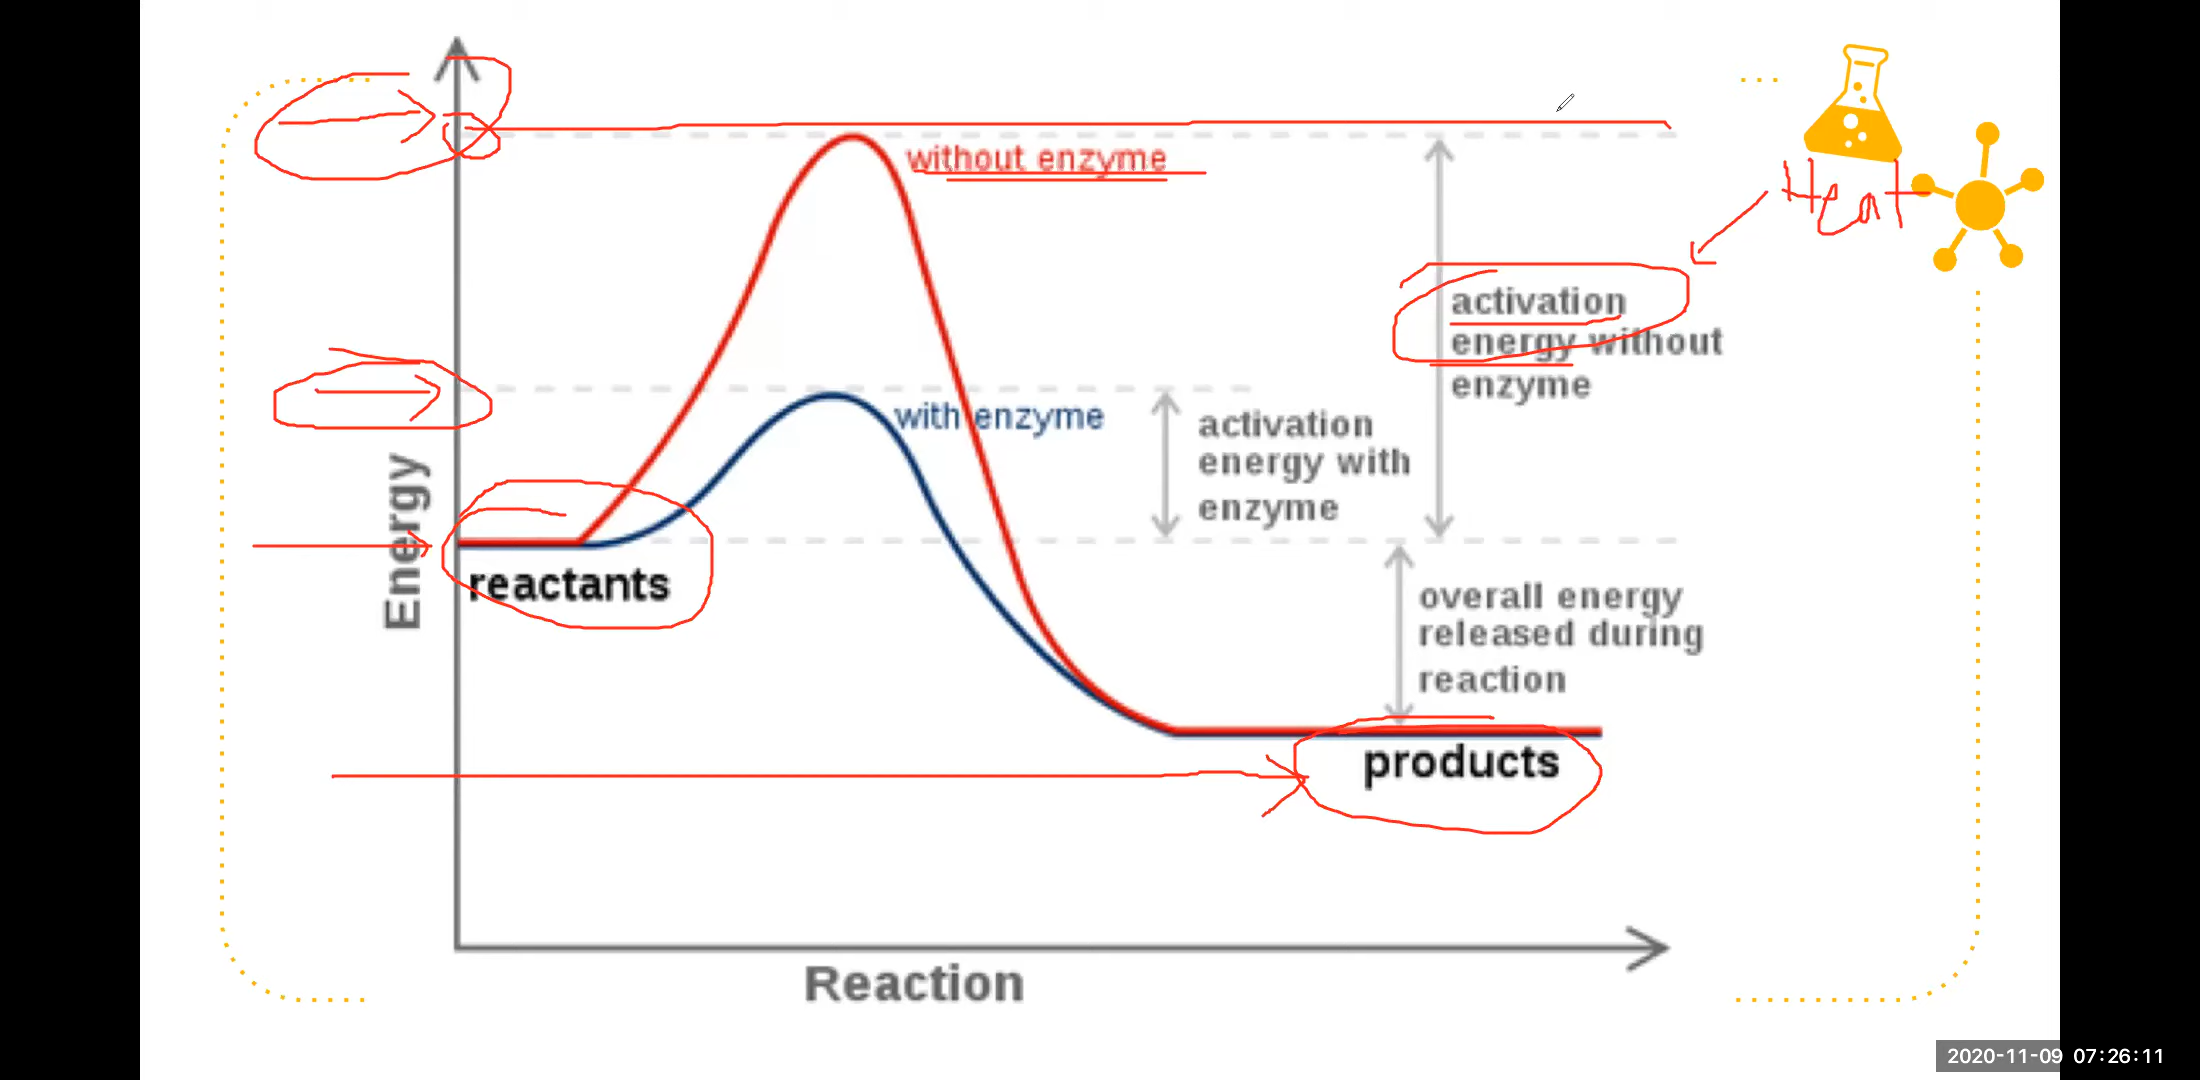 without enzyme
Heat
activation
energy without
enzyme
with enzyme
activation
energy with
enzyme
Energy
reactants
overall energy
released during
reaction
products
Reaction
2020-11-09 07:26:11